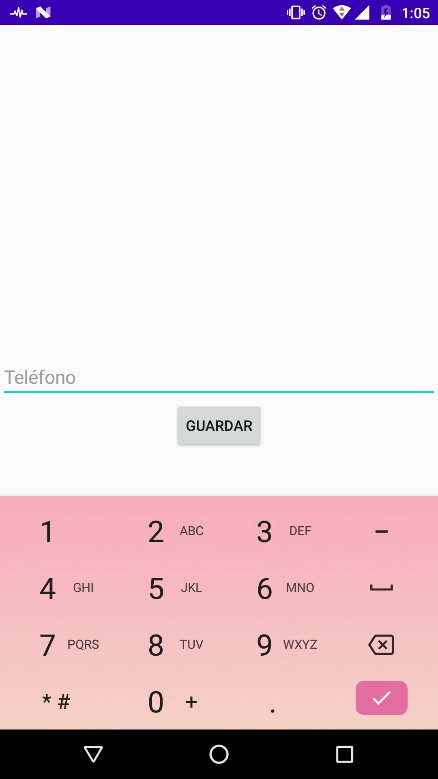 1:05
Teléfono
GUARDAR
1 2 ABC 3 DEF -
4 GHI 5 JKL 6 MNO
7 PQRS 8 TUV 9 WXYZ
* # 0 + .